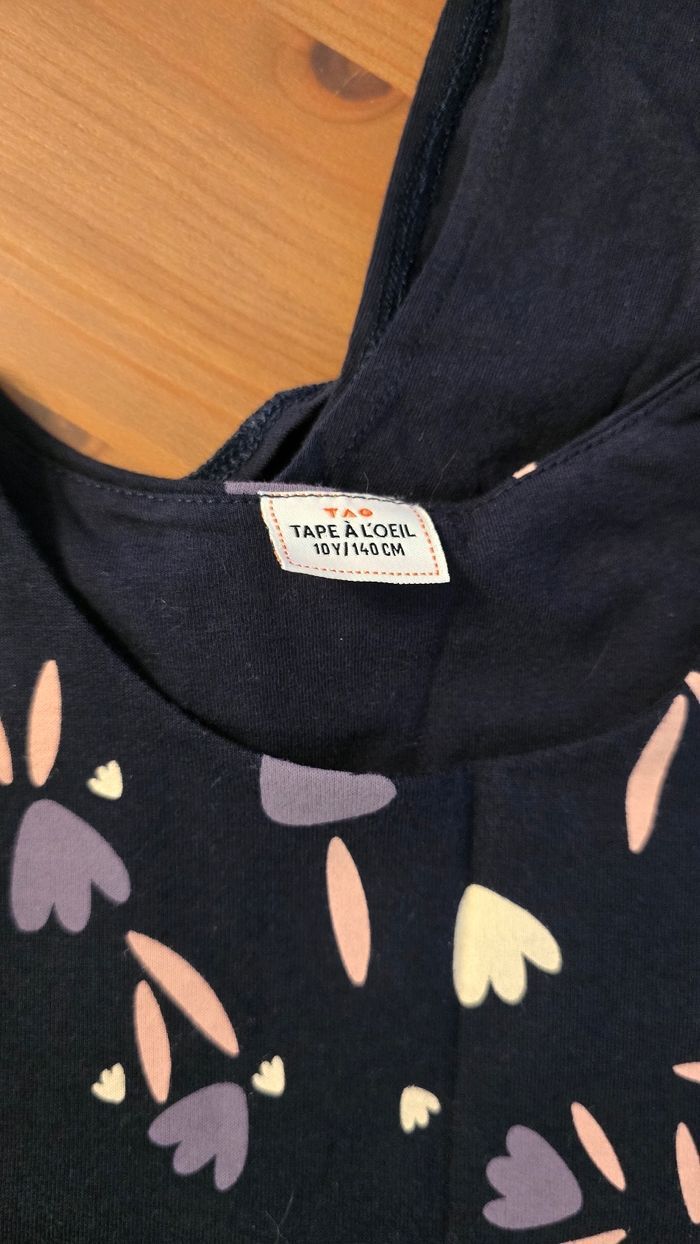 TAO
TAPE À L'OEIL
10Y/140CM